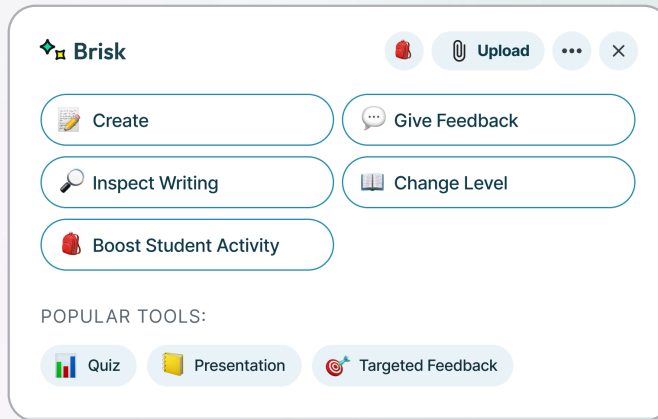 Brisk Upload
Create Give Feedback
Inspect Writing Change Level
Boost Student Activity
POPULAR TOOLS:
Quiz Presentation Targeted Feedback